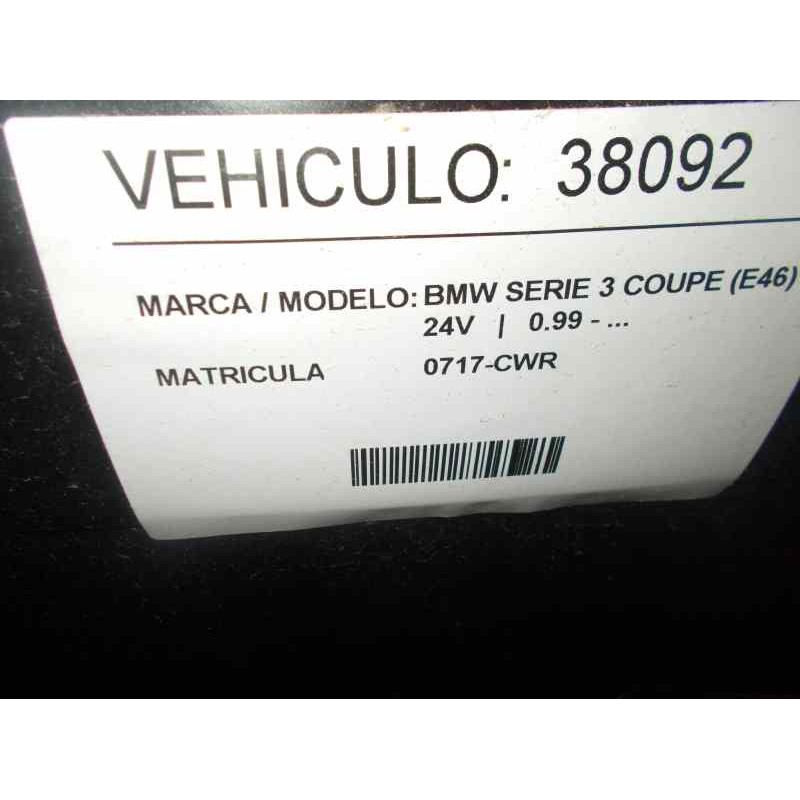 VEHICULO: 38092
MARCA / MODELO: BMW SERIE 3 COUPE (E46)
24V | 0.99 - ...
MATRICULA 0717-CWR